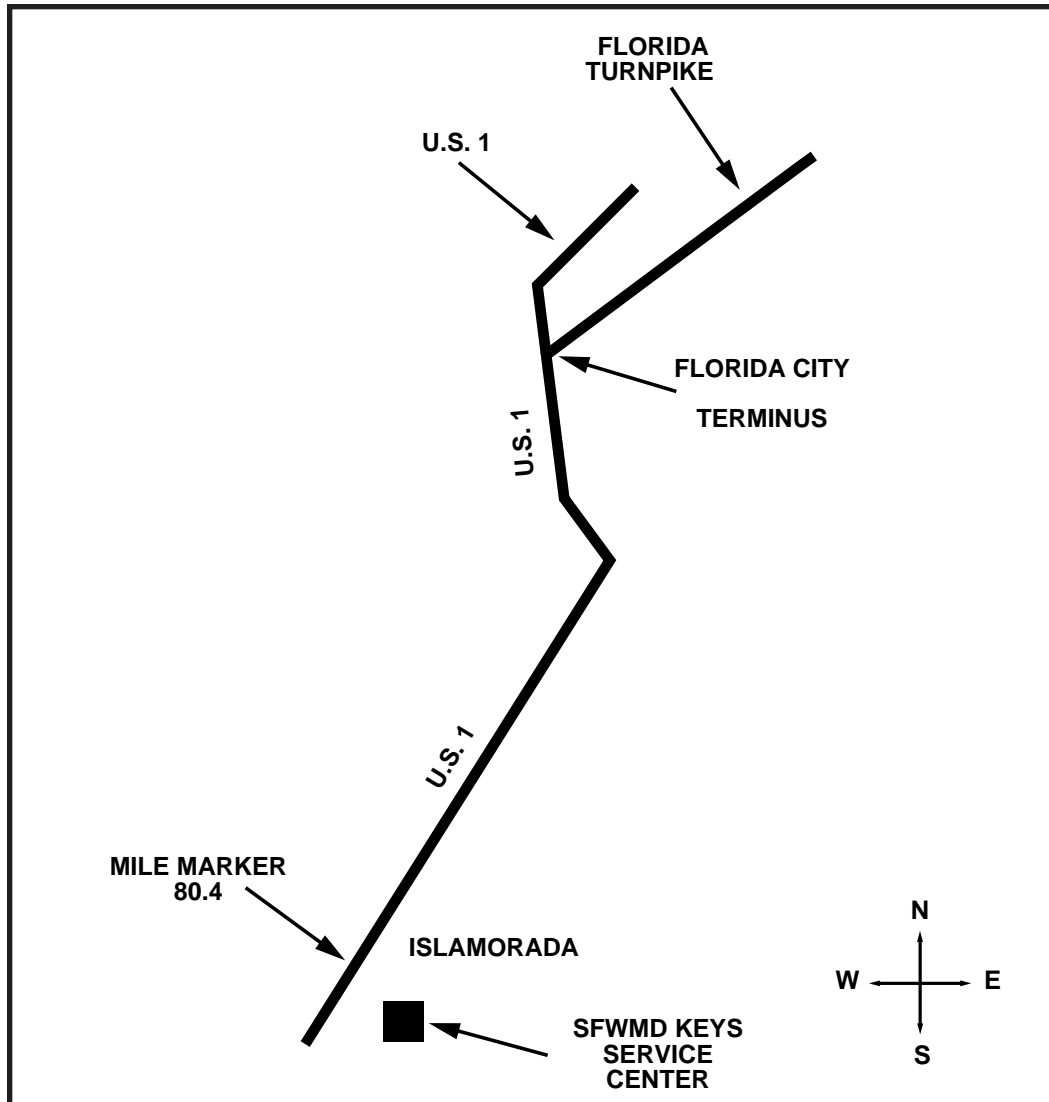 FLORIDA
TURNPIKE
U.S. 1
FLORIDA CITY
TERMINUS
U.S. 1
U.S. 1
MILE MARKER
80.4
ISLAMORADA
N
W
E
S
SFWMD KEYS
SERVICE
CENTER